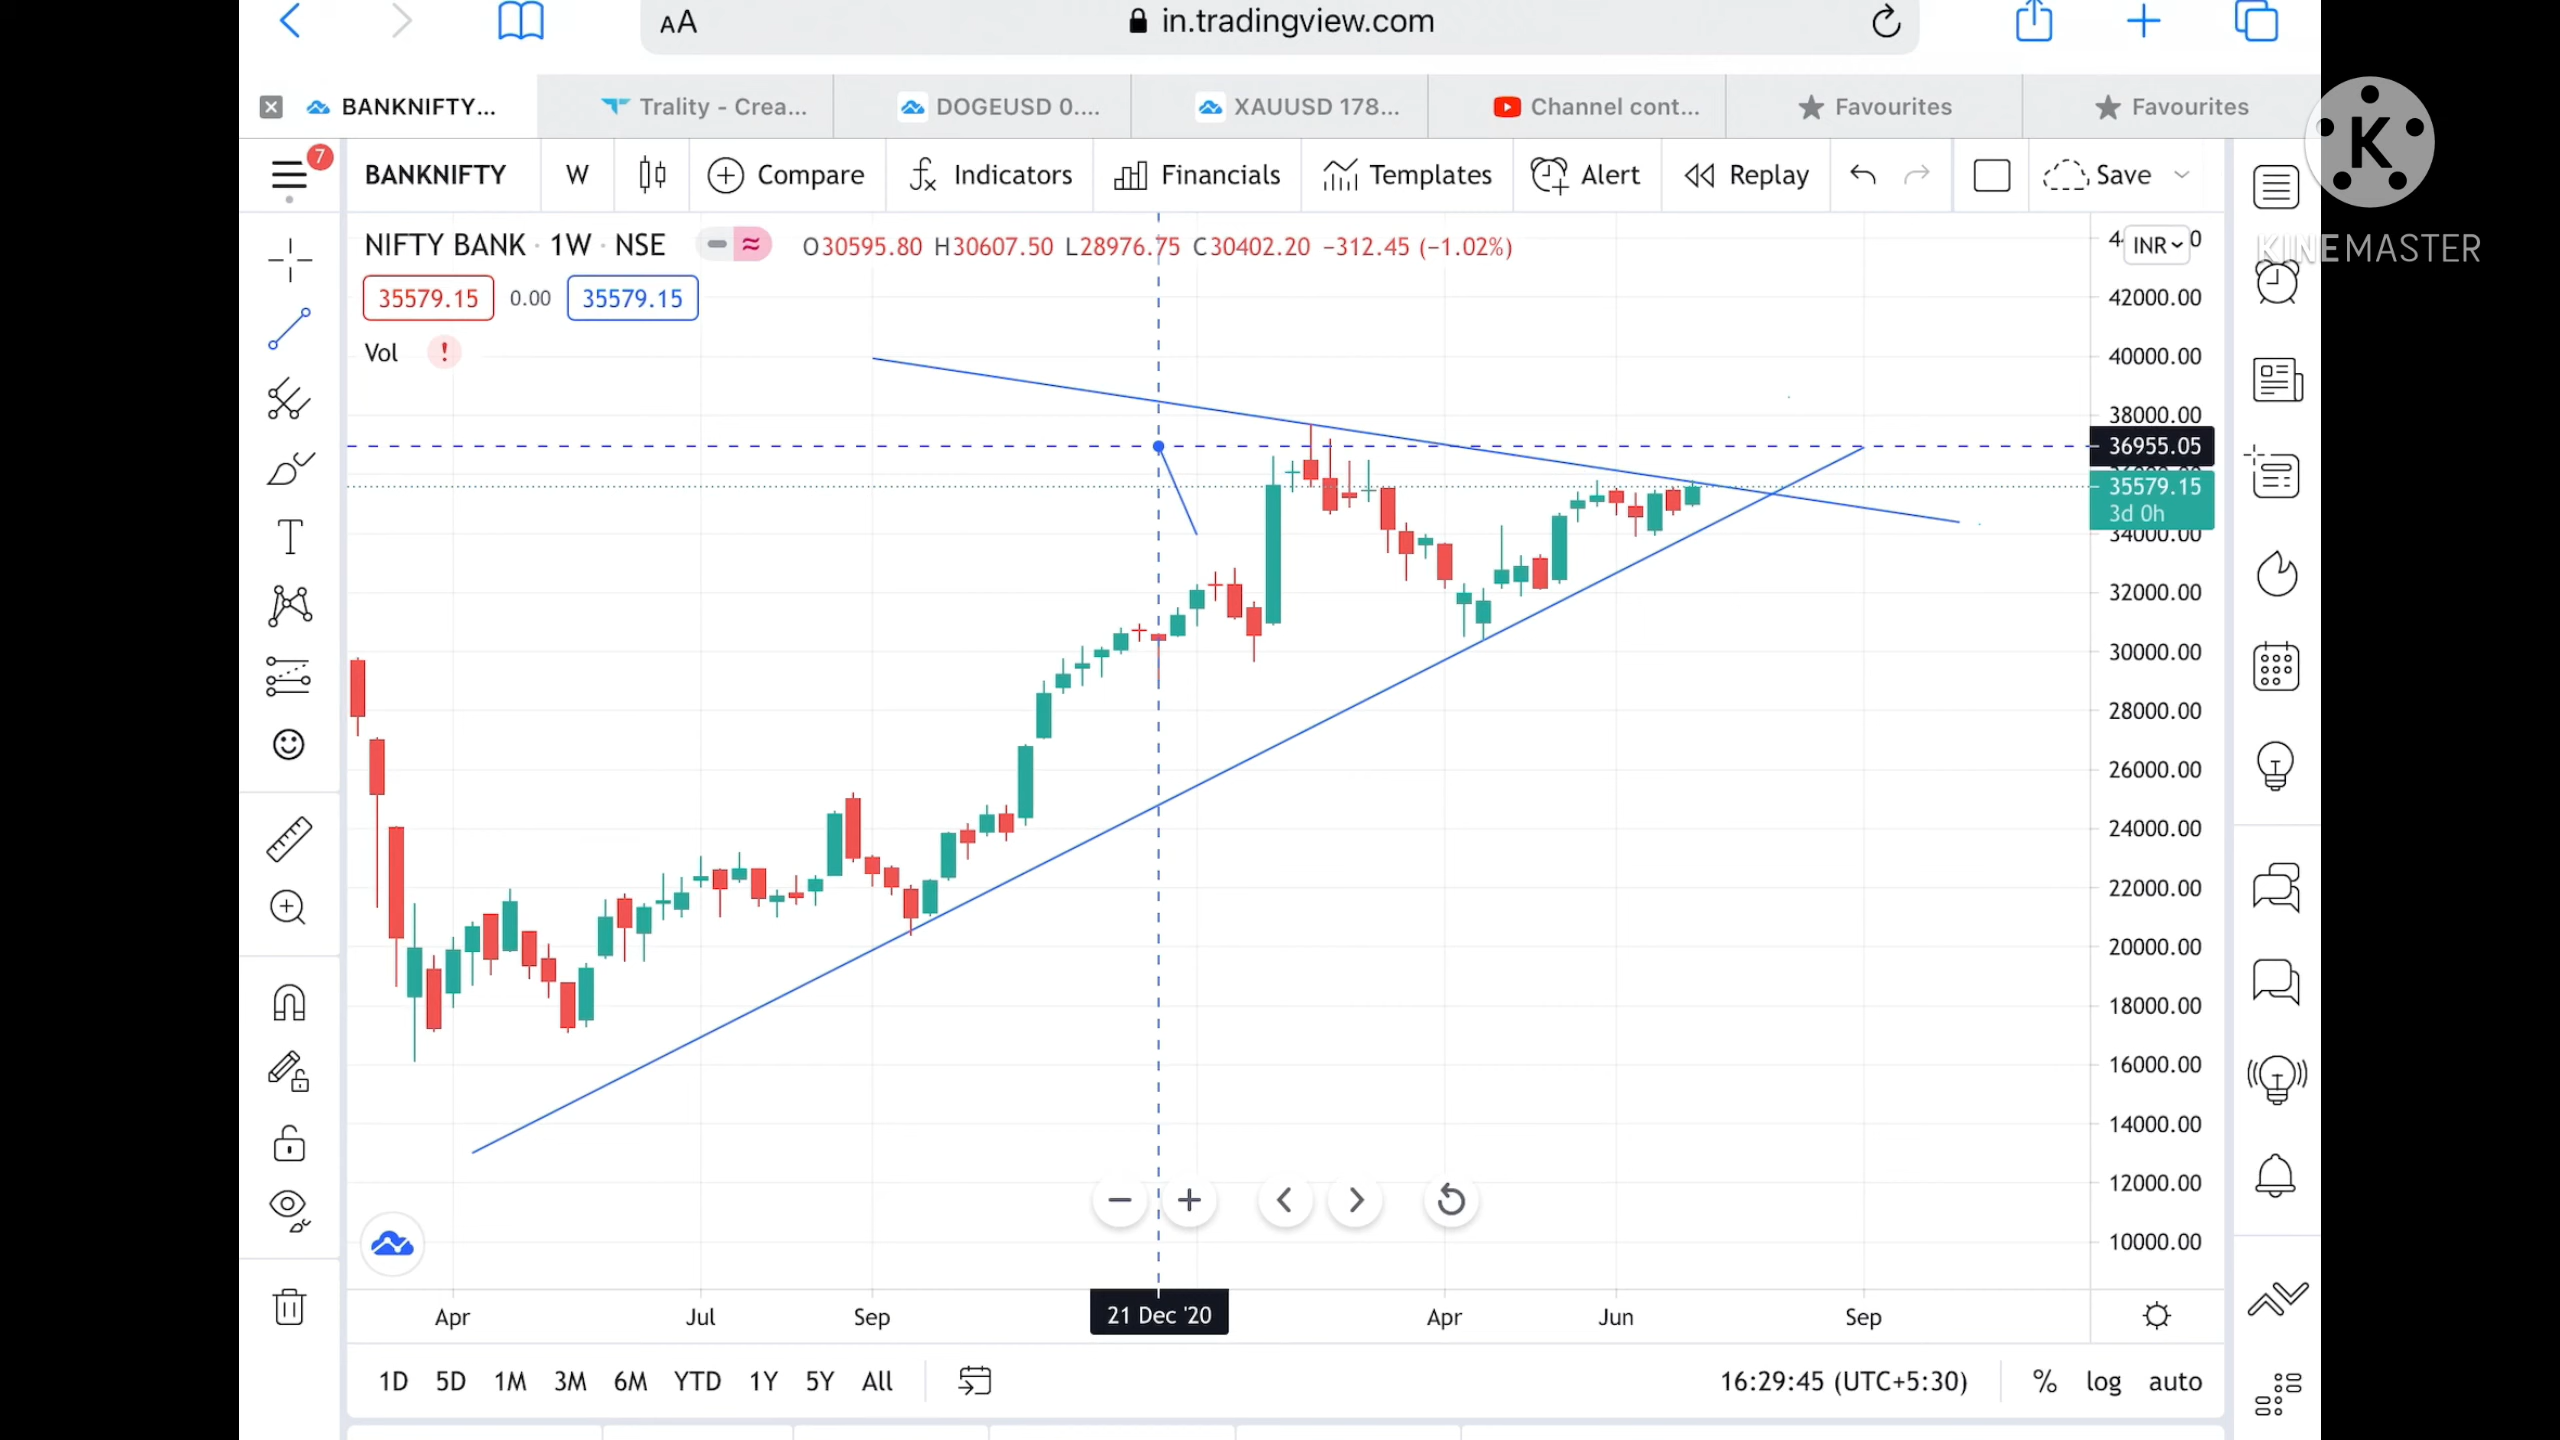 AA in.tradingview.com
BANKNIFTY... Trality - Crea... DOGEUSD 0.... XAUUSD 178... Channel cont... Favourites Favourites
K
KINEMASTER
7
BANKNIFTY W Compare Indicators Financials Templates Alert Replay Save
NIFTY BANK · 1W · NSE O30595.80 H30607.50 L28976.75 C30402.20 −312.45 (−1.02%)
INR
35579.15 0.00 35579.15
Vol !
42000.00
40000.00
38000.00
36955.05
35579.15
3d 0h
34000.00
32000.00
30000.00
28000.00
26000.00
24000.00
22000.00
20000.00
18000.00
16000.00
14000.00
12000.00
10000.00
Apr Jul Sep 21 Dec '20 Apr Jun Sep
1D 5D 1M 3M 6M YTD 1Y 5Y All 16:29:45 (UTC+5:30) % log auto